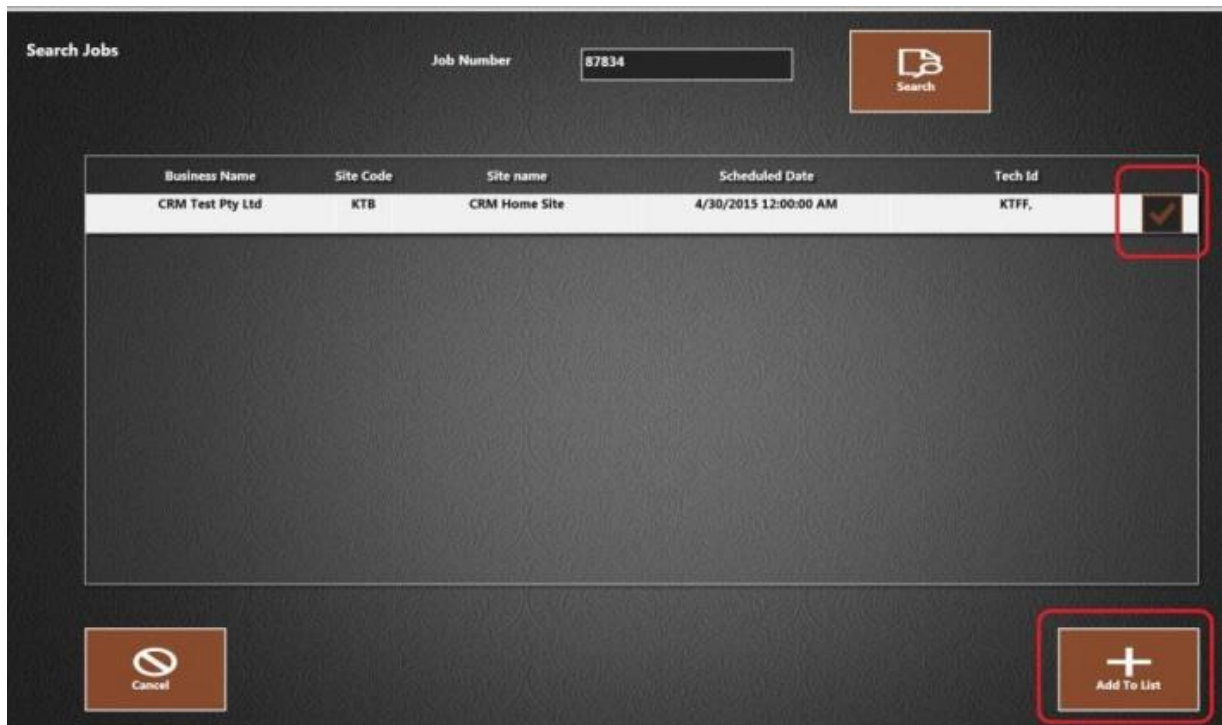 Search Jobs
Job Number 87834
Search
Business Name Site Code Site name Scheduled Date Tech Id
CRM Test Pty Ltd KTB CRM Home Site 4/30/2015 12:00:00 AM KTFF,
Cancel
Add To List